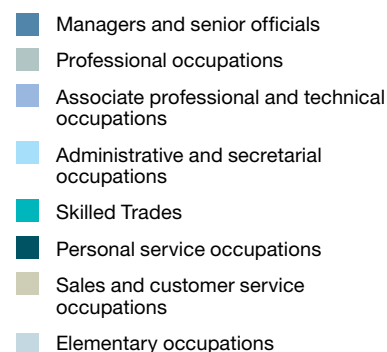 Managers and senior officials
Professional occupations
Associate professional and technical
occupations
Administrative and secretarial
occupations
Skilled Trades
Personal service occupations
Sales and customer service
occupations
Elementary occupations